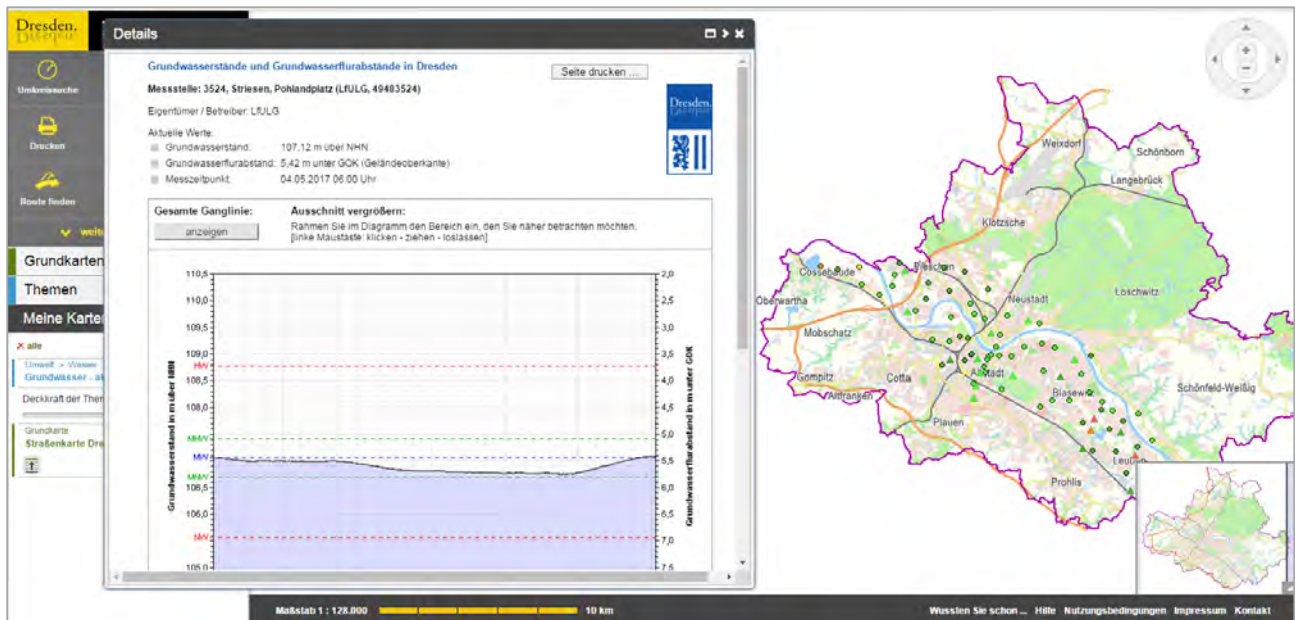 Dresden.
Umkreissuche
Drucken
Route finden
weite
Grundkarten
Themen
Meine Karten
alle
Umwelt > Wasser
Grundwasser - ak
Deckkraft der Them
Grundkarte
Straßenkarte Dre
Details
Grundwasserstände und Grundwasserflurabstände in Dresden
Seite drucken ...
Messstelle: 3524, Striesen, Pohlandplatz (LfULG, 49483524)
Eigentümer / Betreiber: LfULG
Dresden.
Aktuelle Werte:
Grundwasserstand: 107,12 m über NHN
Grundwasserflurabstand: 5,42 m unter GOK (Geländeoberkante)
Messzeitpunkt: 04.05.2017 06:00 Uhr
Gesamte Ganglinie:
anzeigen
Ausschnitt vergrößern:
Rahmen Sie im Diagramm den Bereich ein, den Sie näher betrachten möchten.
[linke Maustaste: klicken - ziehen - loslassen]
Grundwasserstand in m über NHN
110,5
110,0
109,5
109,0
HW
108,5
108,0
107,5
MHW
MW
MNW
106,5
106,0
NW
105,0
2,0
2,5
3,0
3,5
4,0
4,5
5,0
5,5
6,0
6,5
7,0
7,5
Grundwasserflurabstand in m unter GOK
Weixdorf
Schönborn
Langebrück
Klotzsche
Cossebaude
Pieschen
Oberwartha
Neustadt
Loschwitz
Mobschatz
Gompitz
Cotta
Altstadt
Altfranken
Blasewitz
Schönfeld-Weißig
Plauen
Leuben
Prohlis
Maßstab 1 : 128.000
10 km
Wussten Sie schon ... Hilfe Nutzungsbedingungen Impressum Kontakt